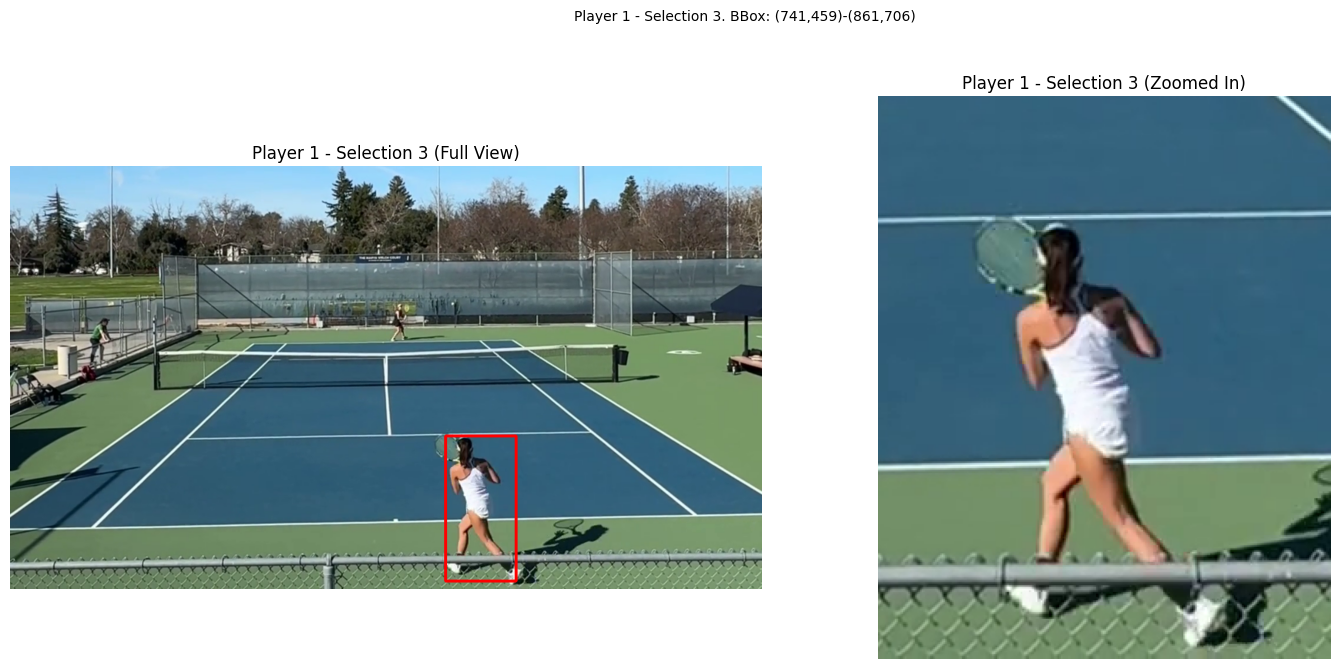 Player 1 - Selection 3. BBox: (741,459)-(861,706)
Player 1 - Selection 3 (Full View)
Player 1 - Selection 3 (Zoomed In)